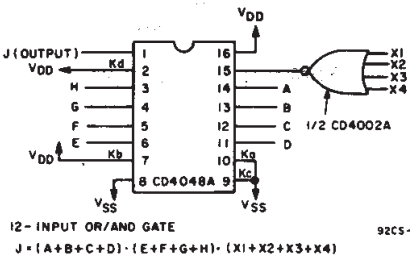 VDD
VDD
J (OUTPUT)
1
16
X1
X2
X3
X4
VDD
Kd
2
15
H
3
14
A
G
4
13
B
1/2 CD4002A
F
5
12
C
E
6
11
D
VDD
Kb
7
10
Ka
8
CD4048A
9
Kc
VSS
VSS
12-INPUT OR/AND GATE
92CS-
J = (A+B+C+D)·(E+F+G+H)·(X1+X2+X3+X4)